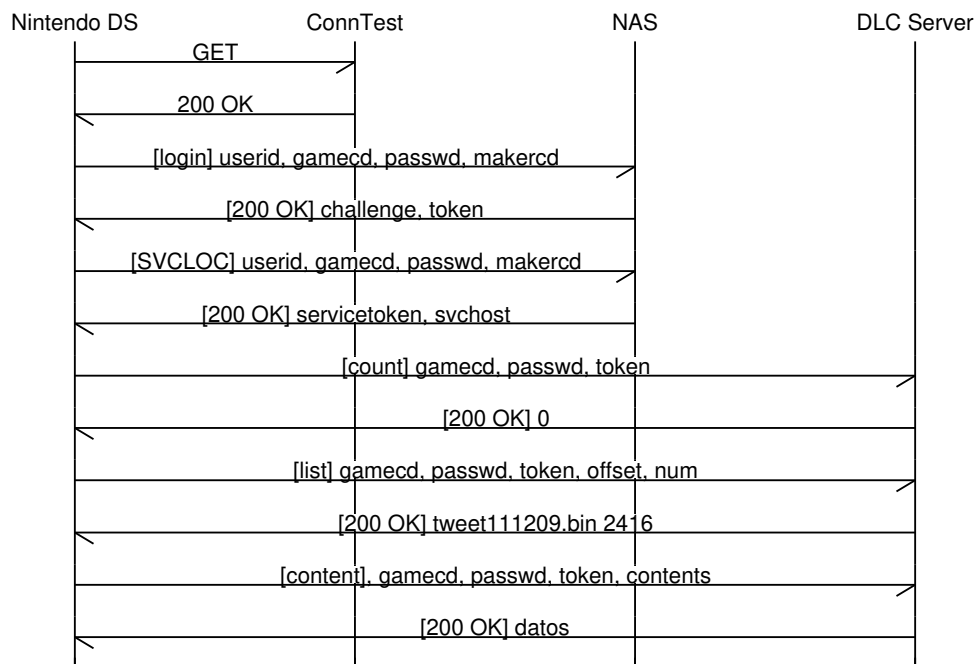 Nintendo DS
ConnTest
NAS
DLC Server
GET
200 OK
[login] userid, gamecd, passwd, makercd
[200 OK] challenge, token
[SVCLOC] userid, gamecd, passwd, makercd
[200 OK] servicetoken, svchost
[count] gamecd, passwd, token
[200 OK] 0
[list] gamecd, passwd, token, offset, num
[200 OK] tweet111209.bin 2416
[content], gamecd, passwd, token, contents
[200 OK] datos